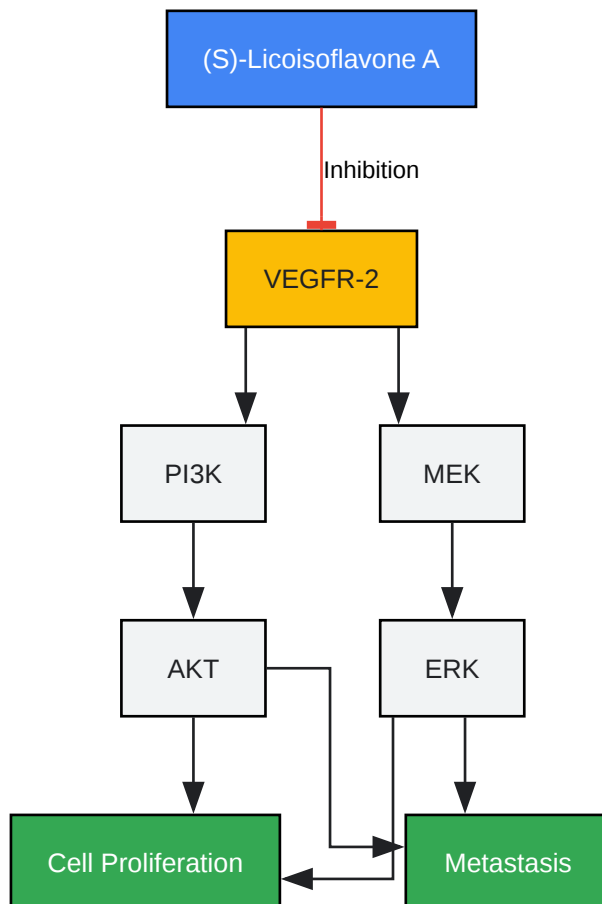 (S)-Licoisoflavone A
Inhibition
VEGFR-2
PI3K
MEK
AKT
ERK
Cell Proliferation
Metastasis